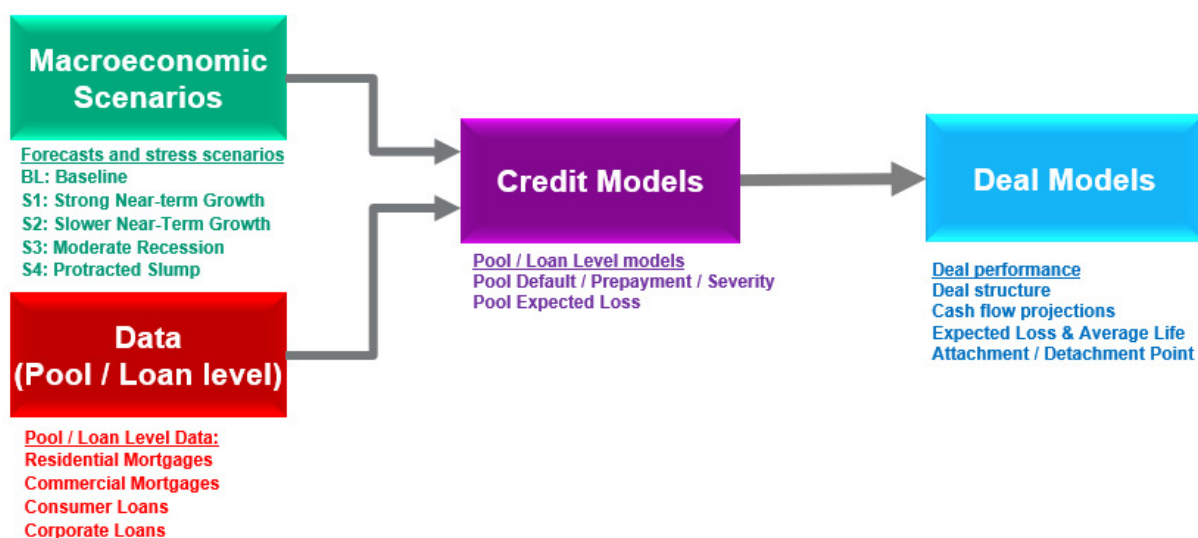 Macroeconomic
Scenarios
Forecasts and stress scenarios
BL: Baseline
S1: Strong Near-term Growth
S2: Slower Near-Term Growth
S3: Moderate Recession
S4: Protracted Slump
Data
(Pool / Loan level)
Pool / Loan Level Data:
Residential Mortgages
Commercial Mortgages
Consumer Loans
Corporate Loans
Credit Models
Pool / Loan Level models
Pool Default / Prepayment / Severity
Pool Expected Loss
Deal Models
Deal performance
Deal structure
Cash flow projections
Expected Loss & Average Life
Attachment / Detachment Point